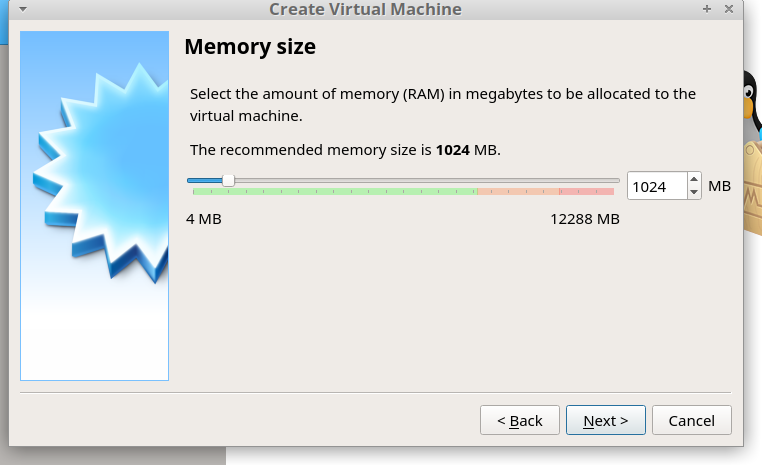 Create Virtual Machine
Memory size
Select the amount of memory (RAM) in megabytes to be allocated to the
virtual machine.
The recommended memory size is 1024 MB.
1024 MB
4 MB 12288 MB
< Back Next > Cancel